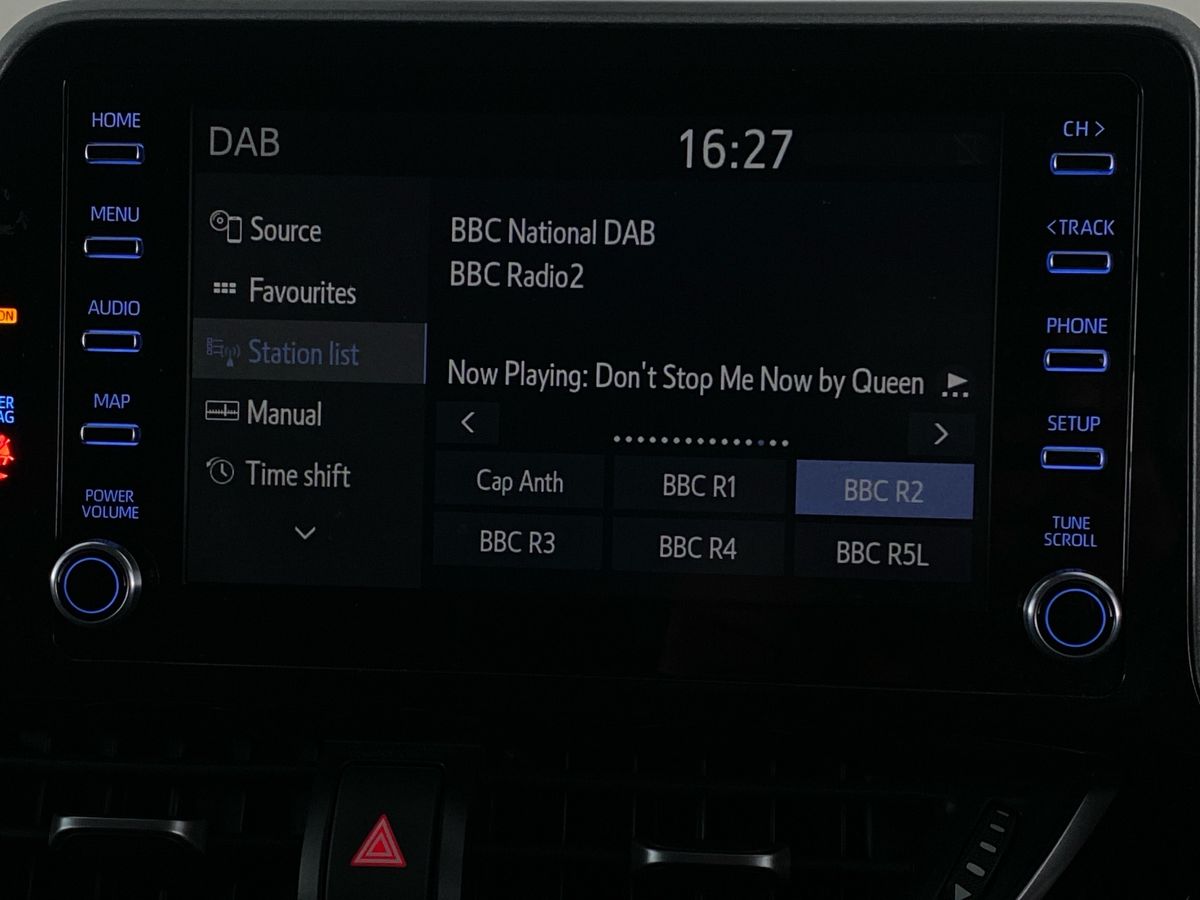 HOME
MENU
AUDIO
MAP
POWER
VOLUME
DAB
16:27
Source
Favourites
Station list
Manual
Time shift
BBC National DAB
BBC Radio2
Now Playing: Don't Stop Me Now by Queen
Cap Anth
BBC R1
BBC R2
BBC R3
BBC R4
BBC R5L
CH >
<TRACK
PHONE
SETUP
TUNE
SCROLL
ON